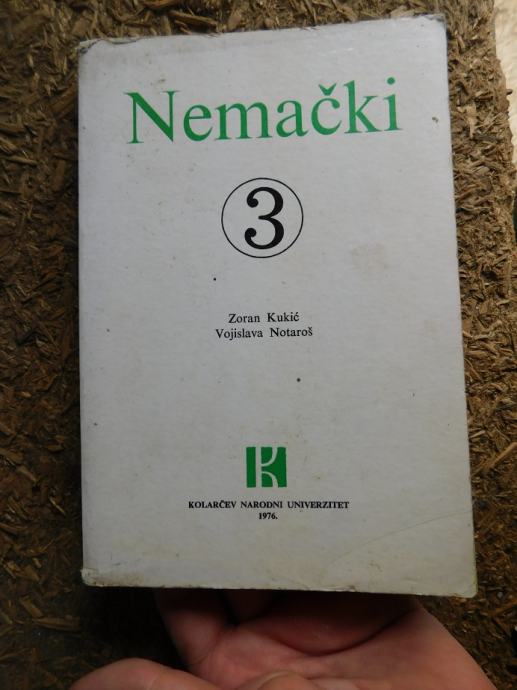 Nemački
3
Zoran Kukić
Vojislava Notaroš
K
KOLARČEV NARODNI UNIVERZITET
1976.